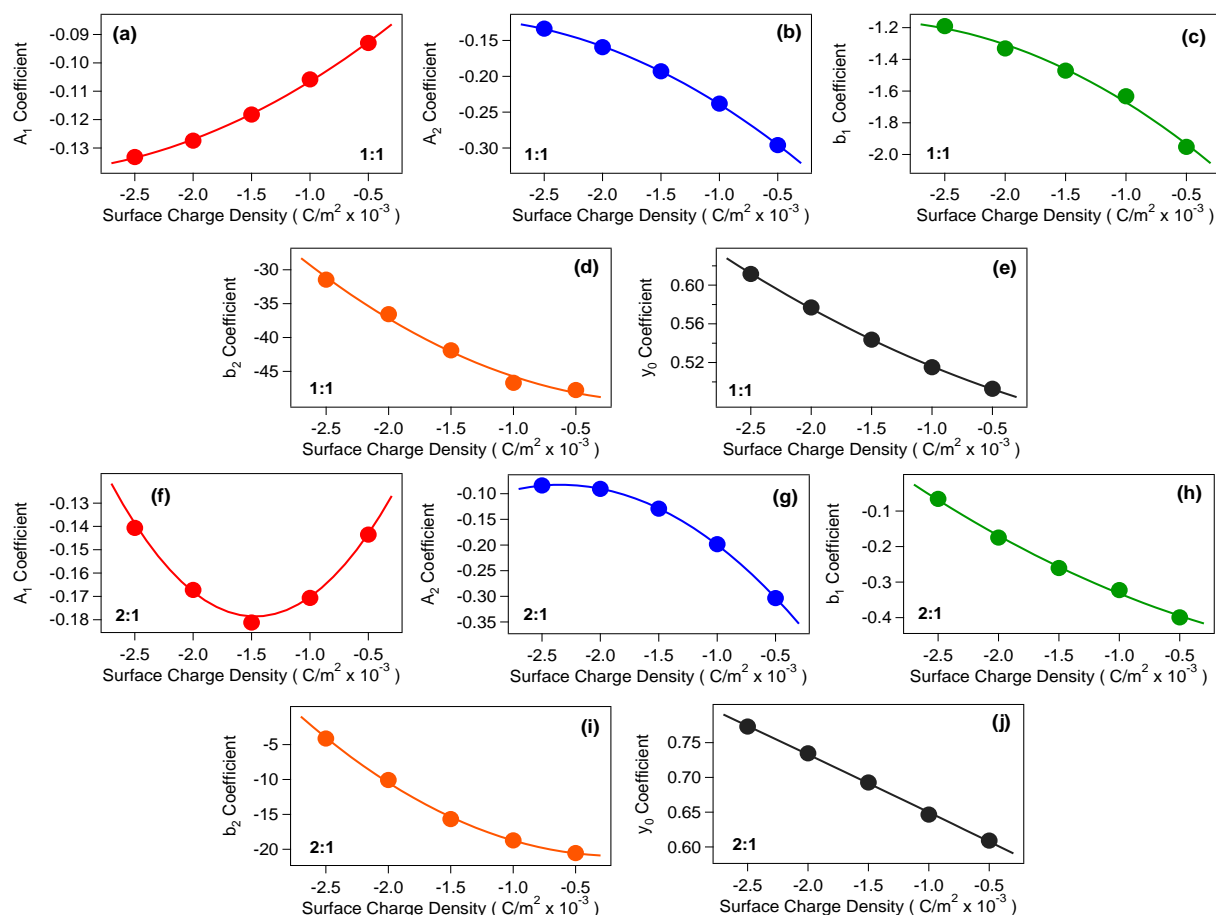 (a)
A1 Coefficient
-0.09
-0.10
-0.11
-0.12
-0.13
1:1
-2.5 -2.0 -1.5 -1.0 -0.5
Surface Charge Density ( C/m² x 10⁻³ )
(b)
A2 Coefficient
-0.15
-0.20
-0.25
-0.30
1:1
-2.5 -2.0 -1.5 -1.0 -0.5
Surface Charge Density ( C/m² x 10⁻³ )
(c)
b1 Coefficient
-1.2
-1.4
-1.6
-1.8
-2.0
1:1
-2.5 -2.0 -1.5 -1.0 -0.5
Surface Charge Density ( C/m² x 10⁻³ )
(d)
b2 Coefficient
-30
-35
-40
-45
1:1
-2.5 -2.0 -1.5 -1.0 -0.5
Surface Charge Density ( C/m² x 10⁻³ )
(e)
y0 Coefficient
0.60
0.56
0.52
1:1
-2.5 -2.0 -1.5 -1.0 -0.5
Surface Charge Density ( C/m² x 10⁻³ )
(f)
A1 Coefficient
-0.13
-0.14
-0.15
-0.16
-0.17
-0.18
2:1
-2.5 -2.0 -1.5 -1.0 -0.5
Surface Charge Density ( C/m² x 10⁻³ )
(g)
A2 Coefficient
-0.10
-0.15
-0.20
-0.25
-0.30
-0.35
2:1
-2.5 -2.0 -1.5 -1.0 -0.5
Surface Charge Density ( C/m² x 10⁻³ )
(h)
b1 Coefficient
-0.1
-0.2
-0.3
-0.4
2:1
-2.5 -2.0 -1.5 -1.0 -0.5
Surface Charge Density ( C/m² x 10⁻³ )
(i)
b2 Coefficient
-5
-10
-15
-20
2:1
-2.5 -2.0 -1.5 -1.0 -0.5
Surface Charge Density ( C/m² x 10⁻³ )
(j)
y0 Coefficient
0.75
0.70
0.65
0.60
2:1
-2.5 -2.0 -1.5 -1.0 -0.5
Surface Charge Density ( C/m² x 10⁻³ )